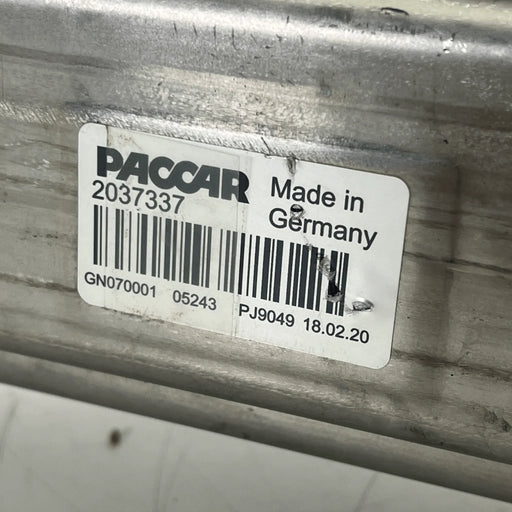 PACCAR
2037337
Made in
Germany
GN070001 05243 PJ9049 18.02.20